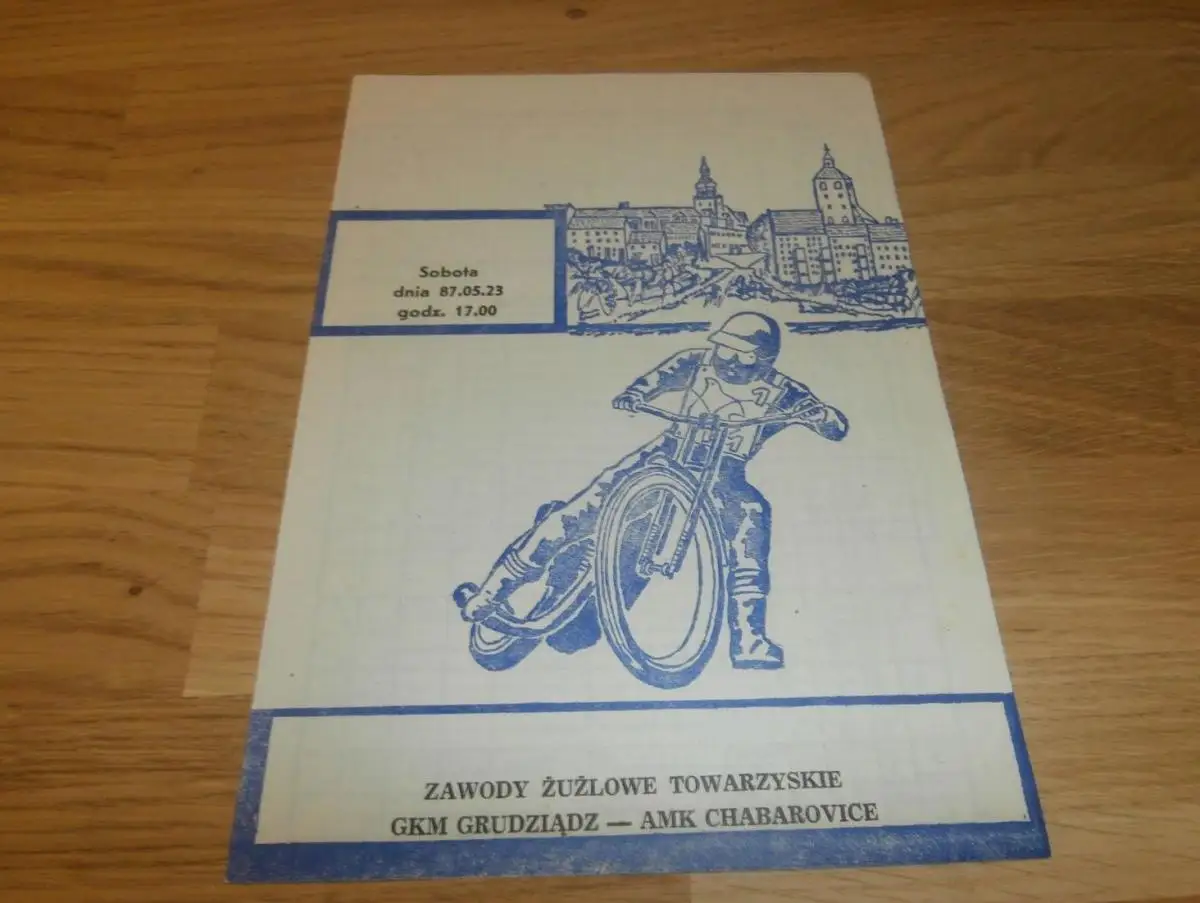 Sobota
dnia 87.05.23
godz. 17.00
ZAWODY ŻUŻLOWE TOWARZYSKIE
GKM GRUDZIĄDZ — AMK CHABAROVICE